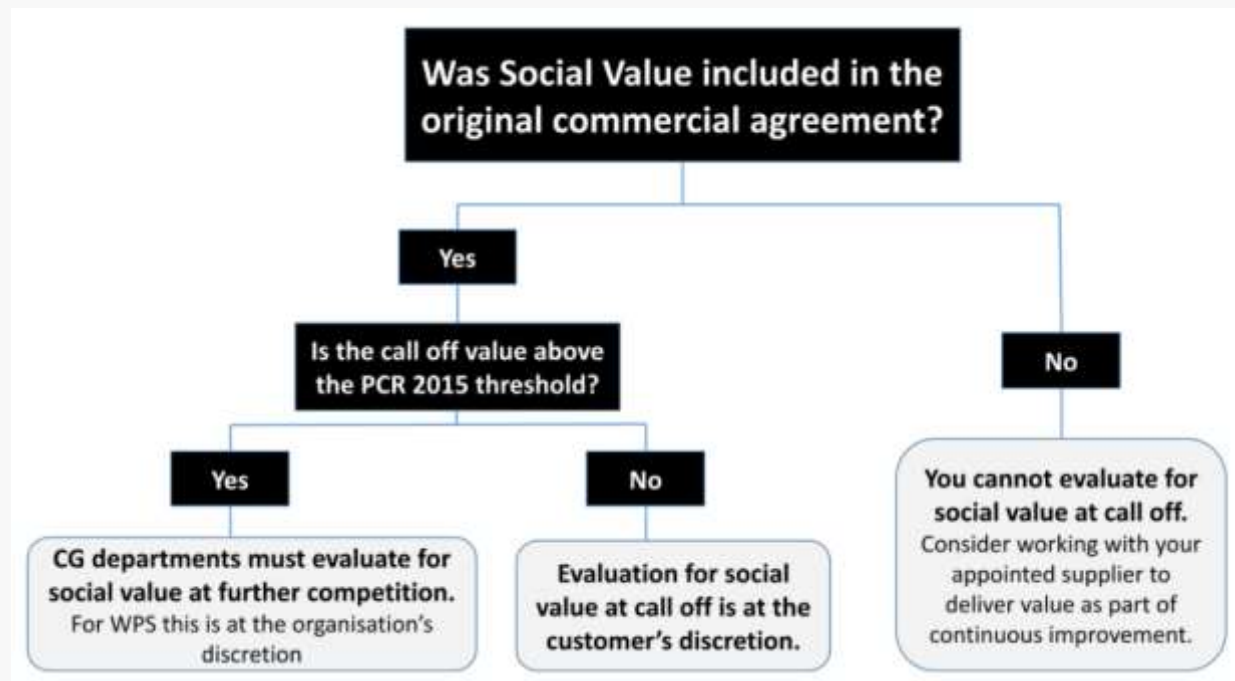 Was Social Value included in the
original commercial agreement?
Yes
Is the call off value above
the PCR 2015 threshold?
No
Yes
No
CG departments must evaluate for
social value at further competition.
For WPS this is at the organisation's
discretion
Evaluation for social
value at call off is at the
customer's discretion.
You cannot evaluate for
social value at call off.
Consider working with your
appointed supplier to
deliver value as part of
continuous improvement.